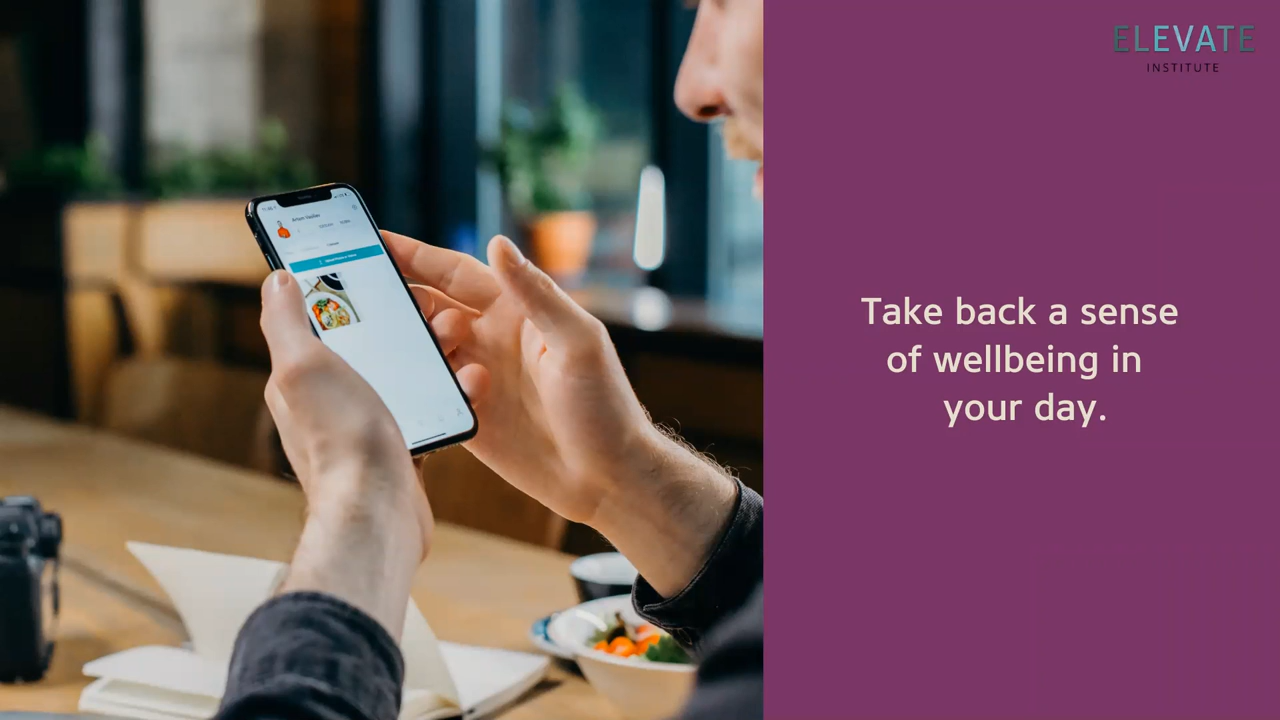 ELEVATE
INSTITUTE
Take back a sense
of wellbeing in
your day.